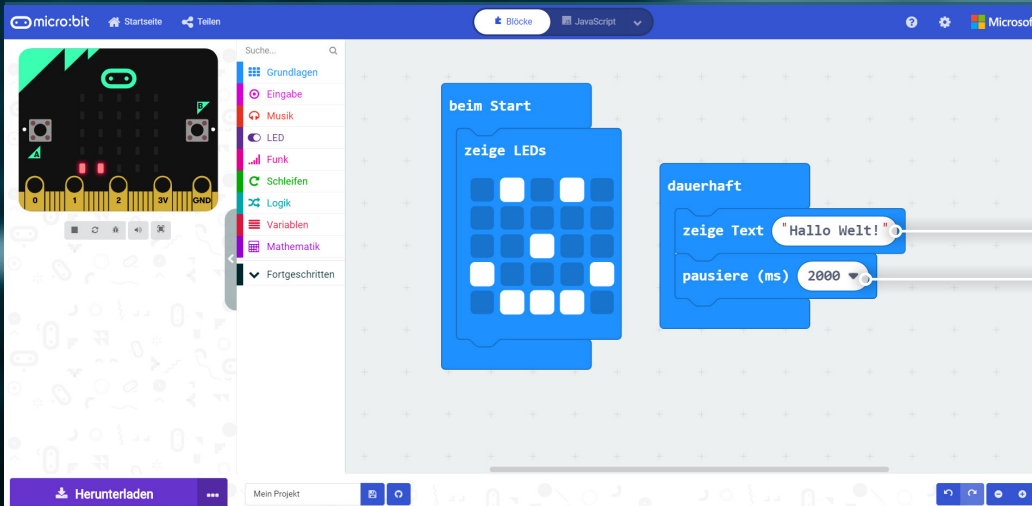 micro:bit Startseite Teilen Blöcke JavaScript Microsof
Suche...
Grundlagen
Eingabe
Musik
LED
Funk
Schleifen
Logik
Variablen
Mathematik
Fortgeschritten
B
A
0 1 2 3V GND
beim Start
zeige LEDs
dauerhaft
zeige Text "Hallo Welt!"
pausiere (ms) 2000
Herunterladen ...
Mein Projekt